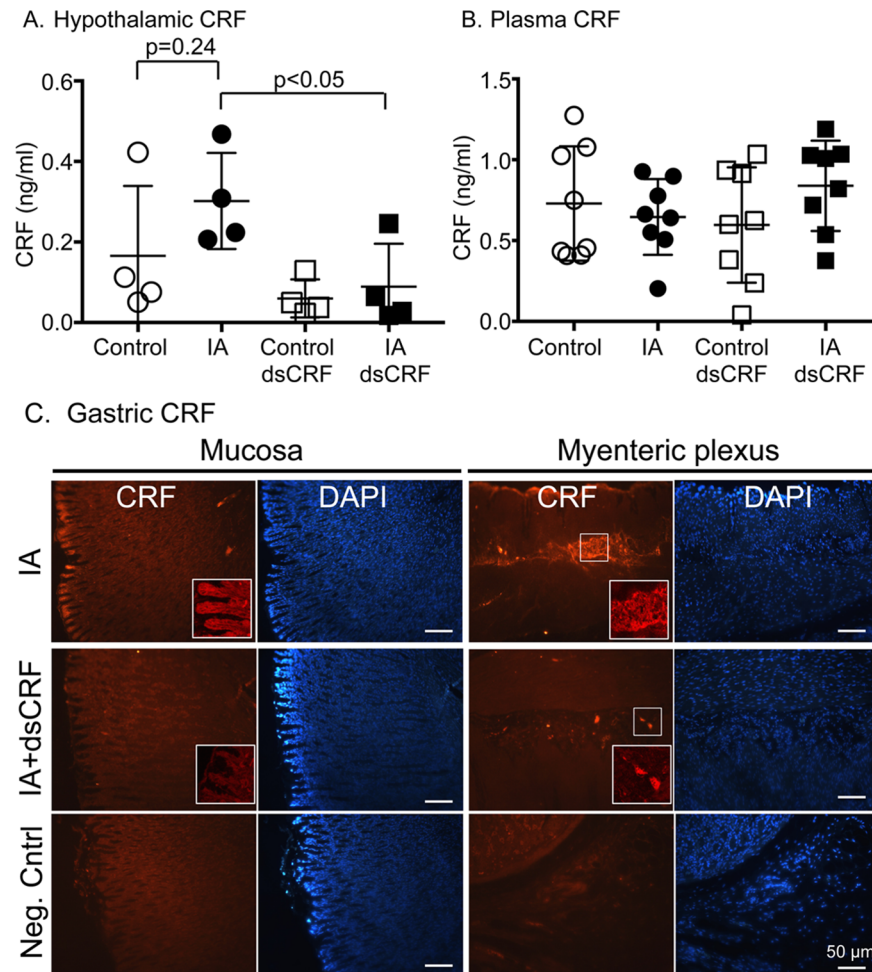 A. Hypothalamic CRF
p=0.24
p<0.05
0.6
0.4
0.2
0.0
CRF (ng/ml)
Control
IA
Control
dsCRF
IA
dsCRF
B. Plasma CRF
1.5
1.0
0.5
0.0
CRF (ng/ml)
Control
IA
Control
dsCRF
IA
dsCRF
C. Gastric CRF
Mucosa
Myenteric plexus
CRF
DAPI
CRF
DAPI
IA
IA+dsCRF
Neg. Cntrl
50 µm